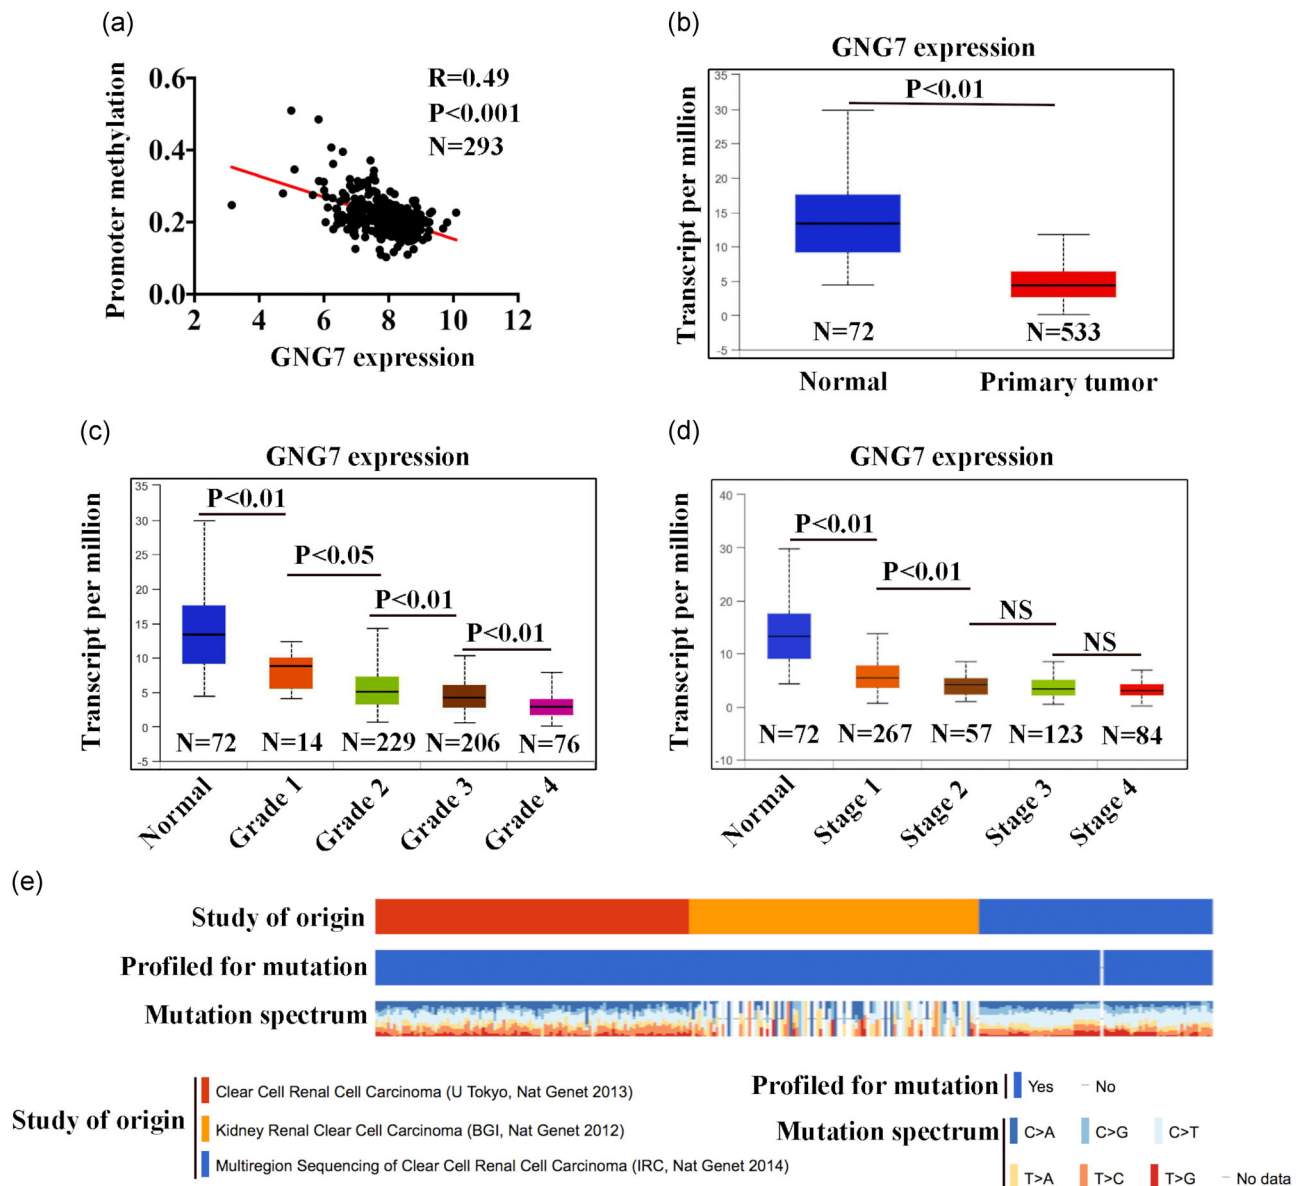 (a)
R=0.49
P<0.001
N=293
Promoter methylation
0.6
0.4
0.2
0.0
2 4 6 8 10 12
GNG7 expression
(b)
GNG7 expression
P<0.01
Transcript per million
35
30
25
20
15
10
5
0
-5
N=72 N=533
Normal Primary tumor
(c)
GNG7 expression
Transcript per million
35
30
25
20
15
10
5
0
-5
P<0.01
P<0.05
P<0.01
P<0.01
N=72 N=14 N=229 N=206 N=76
Normal Grade 1 Grade 2 Grade 3 Grade 4
(d)
GNG7 expression
Transcript per million
40
30
20
10
0
-10
P<0.01
P<0.01
NS
NS
N=72 N=267 N=57 N=123 N=84
Normal Stage 1 Stage 2 Stage 3 Stage 4
(e)
Study of origin
Profiled for mutation
Mutation spectrum
Study of origin
Clear Cell Renal Cell Carcinoma (U Tokyo, Nat Genet 2013)
Kidney Renal Clear Cell Carcinoma (BGI, Nat Genet 2012)
Multiregion Sequencing of Clear Cell Renal Cell Carcinoma (IRC, Nat Genet 2014)
Profiled for mutation Yes No
Mutation spectrum C>A C>G C>T
T>A T>C T>G No data